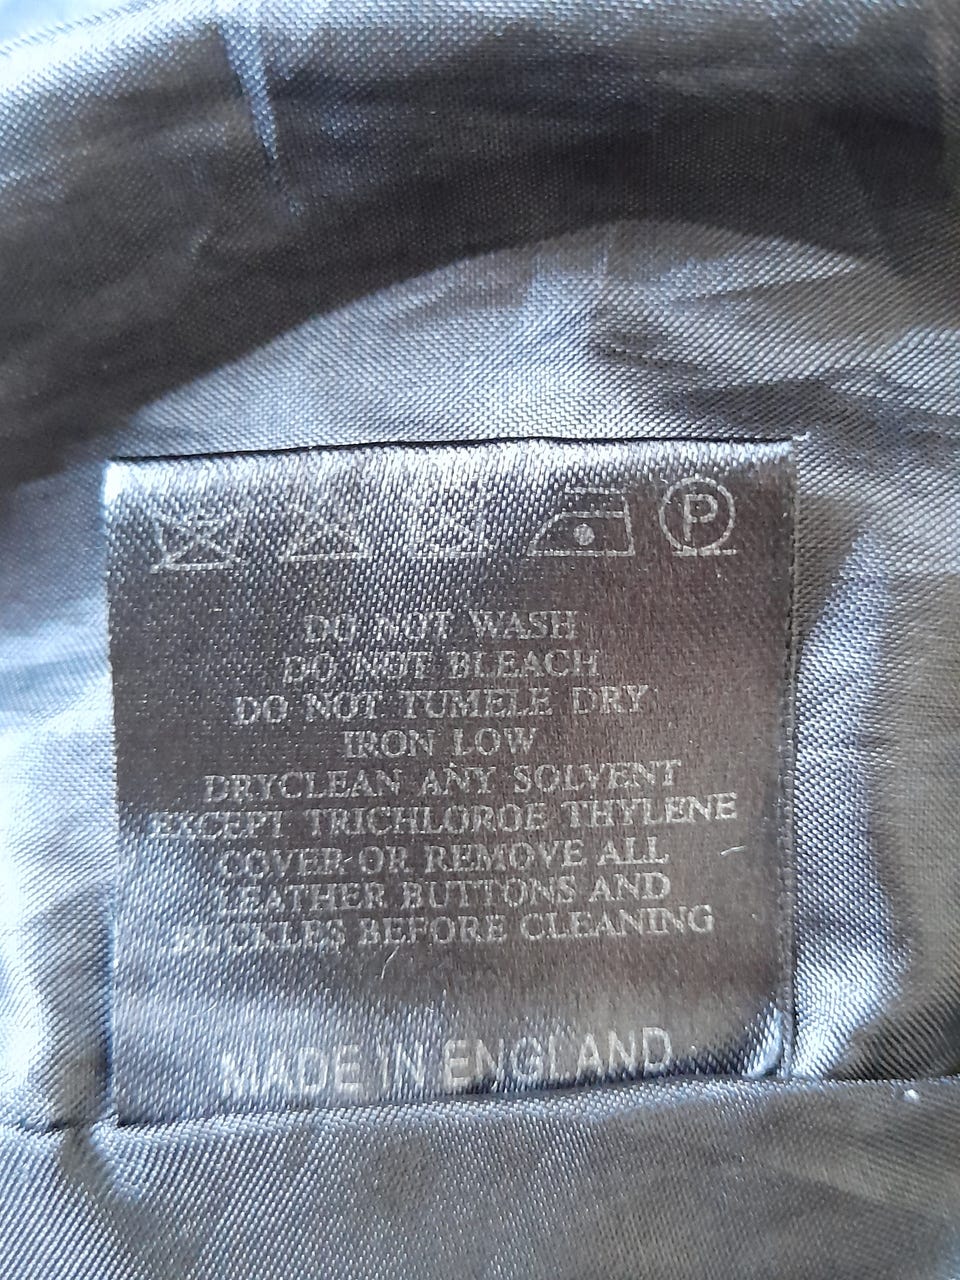 P
DO NOT WASH
DO NOT BLEACH
DO NOT TUMELE DRY
IRON LOW
DRYCLEAN ANY SOLVENT
EXCEPT TRICHLOROE THYLENE
COVER OR REMOVE ALL
LEATHER BUTTONS AND
BUCKLES BEFORE CLEANING
MADE IN ENGLAND